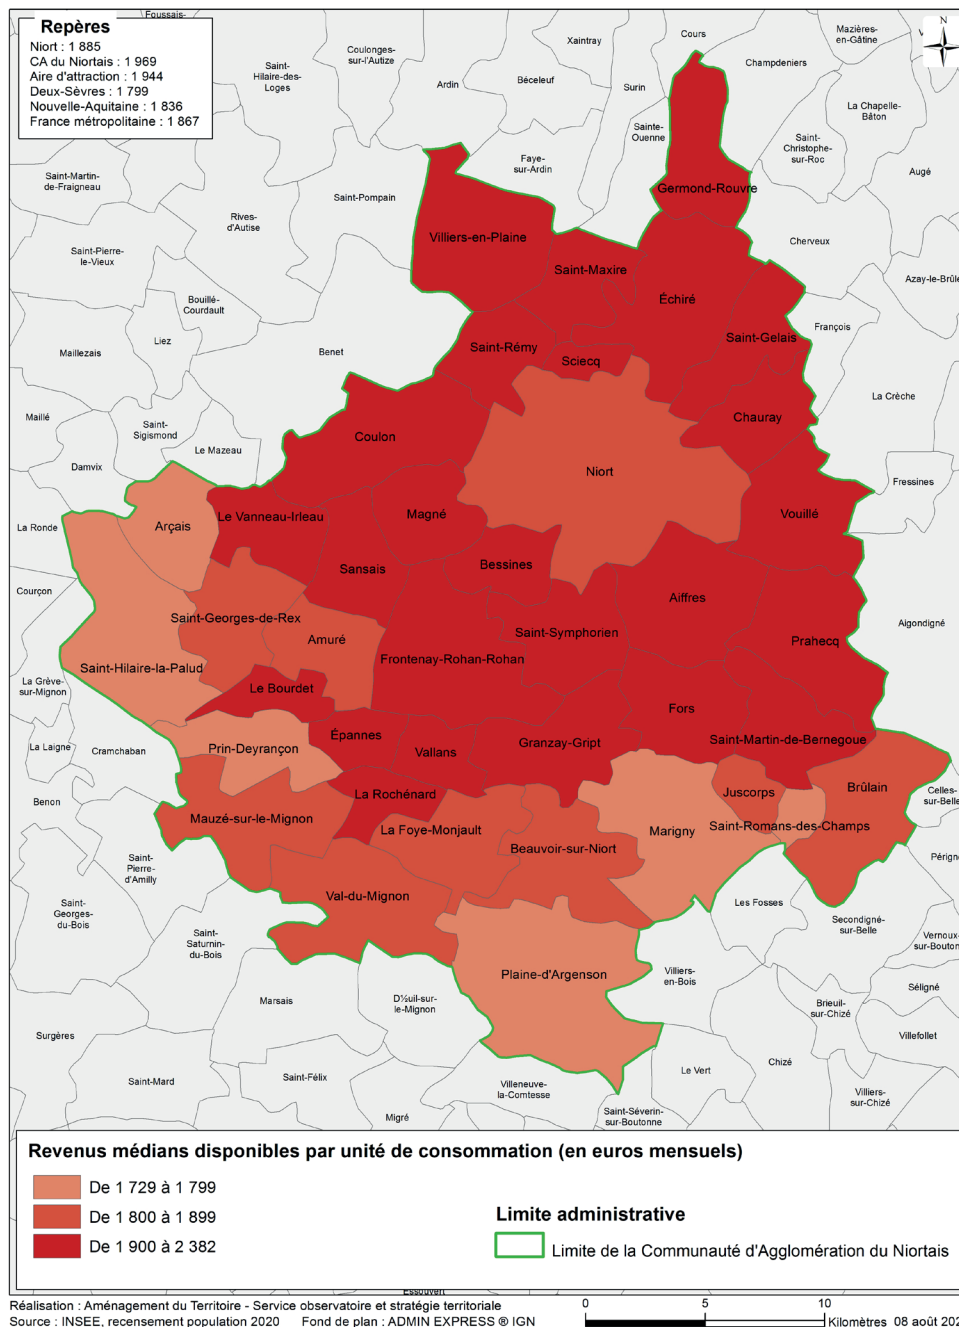 Repères
Niort : 1 885
CA du Niortais : 1 969
Aire d'attraction : 1 944
Deux-Sèvres : 1 799
Nouvelle-Aquitaine : 1 836
France métropolitaine : 1 867
Foussais-
Coulonges-
sur-l'Autize
Saint-
Hilaire-des-
Loges
Ardin
Xaintray
Béceleuf
Surin
Cours
Champdeniers
Mazières-
en-Gâtine
La Chapelle-
Bâton
Sainte-
Ouenne
Saint-
Christophe-
sur-Roc
Augé
Faye-
sur-Ardin
Saint-Martin-
de-Fraigneau
Saint-Pompain
Rives-
d'Autise
Germond-Rouvre
Villiers-en-Plaine
Cherveux
Saint-Pierre-
le-Vieux
Saint-Maxire
Azay-le-Brûlé
Échiré
Bouillé-
Courdault
François
Saint-Gelais
Liez
Maillezais
Benet
Saint-Rémy
Sciecq
La Crèche
Maillé
Saint-
Sigismond
Chauray
Coulon
Le Mazeau
Damvix
Niort
Fressines
La Ronde
Arçais
Le Vanneau-Irleau
Magné
Vouillé
Bessines
Sansais
Courçon
Aiffres
Saint-Georges-de-Rex
Aigondigné
Amuré
Saint-Symphorien
Prahecq
Frontenay-Rohan-Rohan
Saint-Hilaire-la-Palud
La Grève-
sur-Mignon
Le Bourdet
Fors
La Laigne
Cramchaban
Prin-Deyrançon
Épannes
Vallans
Granzay-Gript
Saint-Martin-de-Bernegoue
Benon
La Rochénard
Juscorps
Brûlain
Celles-
sur-Belle
Mauzé-sur-le-Mignon
La Foye-Monjault
Marigny
Saint-Romans-des-Champs
Beauvoir-sur-Niort
Périgné
Saint-
Pierre-
d'Amilly
Val-du-Mignon
Les Fosses
Saint-
Georges-
du-Bois
Secondigné-
sur-Belle
Saint-
Saturnin-
du-Bois
Vernoux-
sur-Bouton
Plaine-d'Argenson
Villiers-
en-Bois
Séligné
Marsais
D½uil-sur-
le-Mignon
Brieuil-
sur-Chizé
Surgères
Villefollet
Chizé
Le Vert
Saint-Mard
Saint-Félix
Villeneuve-
la-Comtesse
Villiers-
sur-Chizé
Migré
Saint-Séverin-
sur-Boutonne
Revenus médians disponibles par unité de consommation (en euros mensuels)
De 1 729 à 1 799
De 1 800 à 1 899
De 1 900 à 2 382
Limite administrative
Limite de la Communauté d'Agglomération du Niortais
Essouvert
Réalisation : Aménagement du Territoire - Service observatoire et stratégie territoriale
Source : INSEE, recensement population 2020 Fond de plan : ADMIN EXPRESS ® IGN
0 5 10
Kilomètres 08 août 202